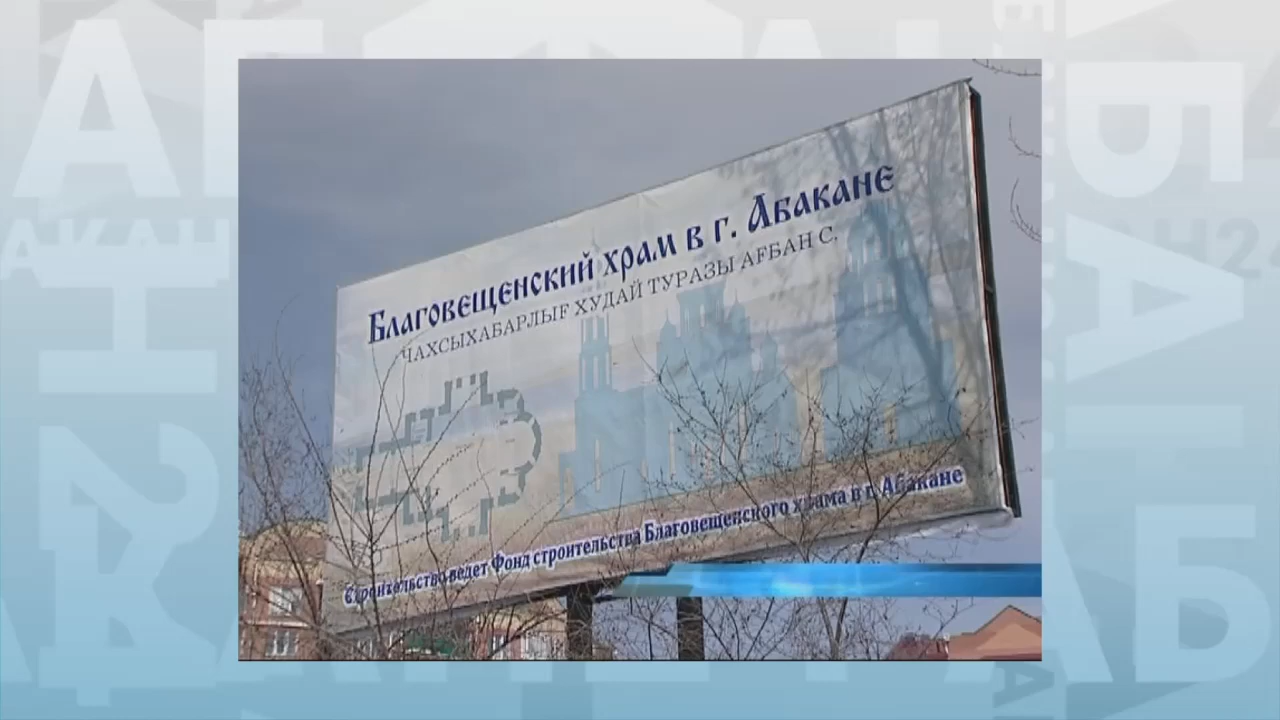 Благовещенский храм в г. Абакане
ЧАХСЫХАБАРЛЫҒ ХУДАЙ ТУРАЗЫ АҒБАН С.
Строительство ведет Фонд строительства Благовещенского храма в г. Абакане